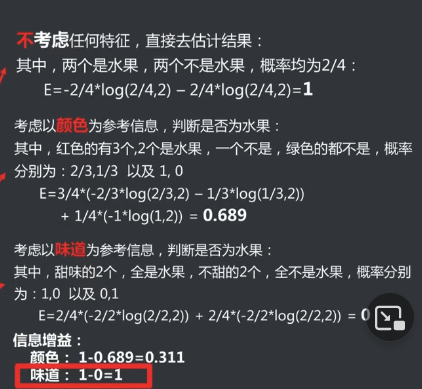 不考虑任何特征，直接去估计结果：
其中，两个是水果，两个不是水果，概率均为2/4：
E=-2/4*log(2/4,2) – 2/4*log(2/4,2)=1
考虑以颜色为参考信息，判断是否为水果：
其中，红色的有3个,2个是水果，一个不是，绿色的都不是，概率
分别为：2/3,1/3 以及 1, 0
E=3/4*(-2/3*log(2/3,2) – 1/3*log(1/3,2))
+ 1/4*(-1*log(1,2)) = 0.689
考虑以味道为参考信息，判断是否为水果：
其中，甜味的2个，全是水果，不甜的2个，全不是水果，概率分别
为：1,0 以及 0,1
E=2/4*(-2/2*log(2/2,2)) + 2/4*(-2/2*log(2/2,2)) = 0
信息增益：
颜色： 1-0.689=0.311
味道： 1-0=1